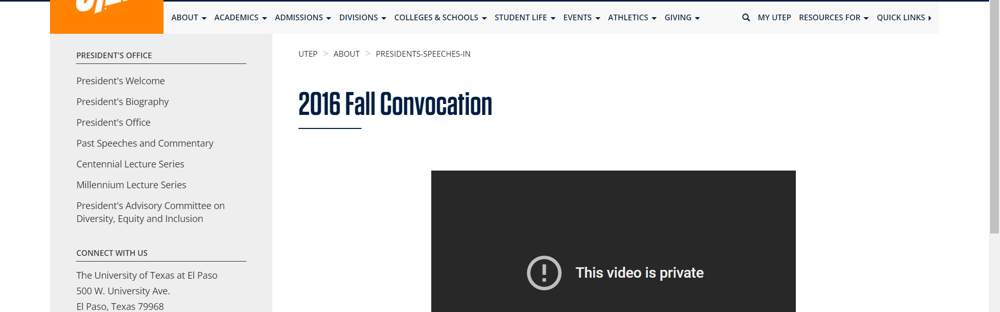 ABOUT ACADEMICS ADMISSIONS DIVISIONS COLLEGES & SCHOOLS STUDENT LIFE EVENTS ATHLETICS GIVING MY UTEP RESOURCES FOR QUICK LINKS
PRESIDENT'S OFFICE
President's Welcome
President's Biography
President's Office
Past Speeches and Commentary
Centennial Lecture Series
Millennium Lecture Series
President's Advisory Committee on
Diversity, Equity and Inclusion
CONNECT WITH US
The University of Texas at El Paso
500 W. University Ave.
El Paso, Texas 79968
UTEP > ABOUT > PRESIDENTS-SPEECHES-IN
2016 Fall Convocation
This video is private